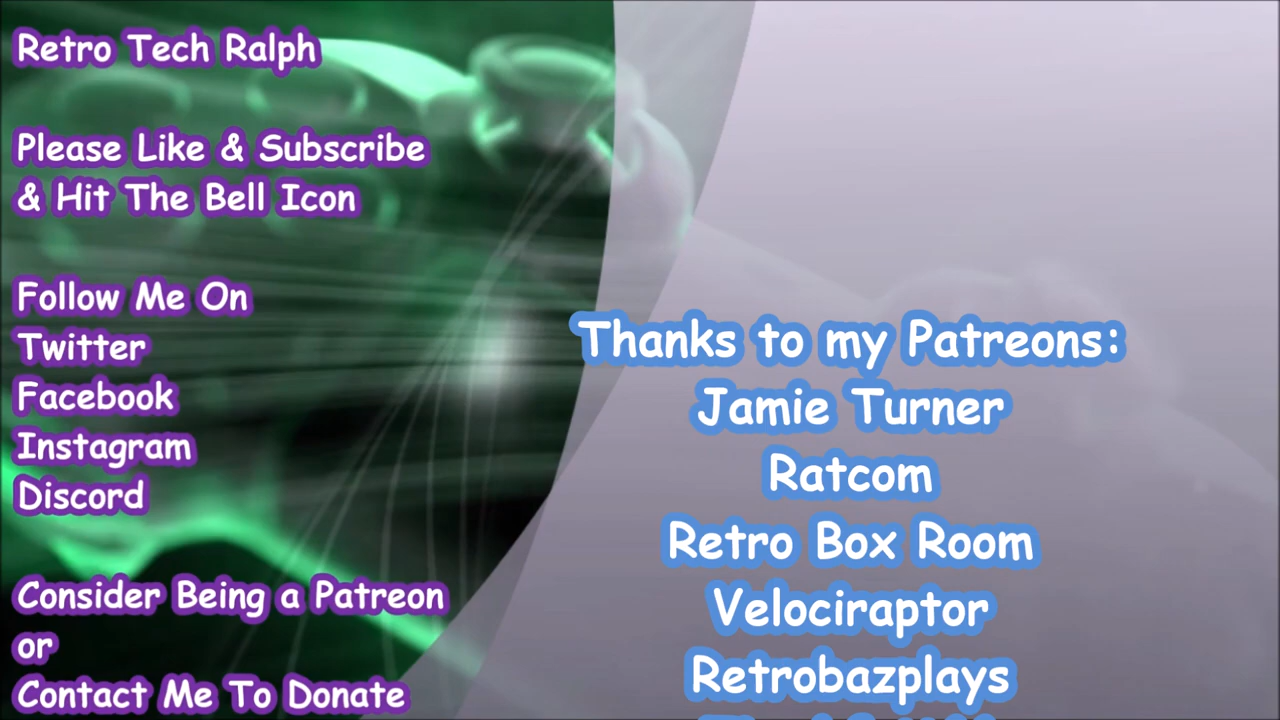 Retro Tech Ralph
Please Like & Subscribe
& Hit The Bell Icon
Follow Me On
Twitter
Facebook
Instagram
Discord
Consider Being a Patreon
or
Contact Me To Donate
Thanks to my Patreons:
Jamie Turner
Ratcom
Retro Box Room
Velociraptor
Retrobazplays